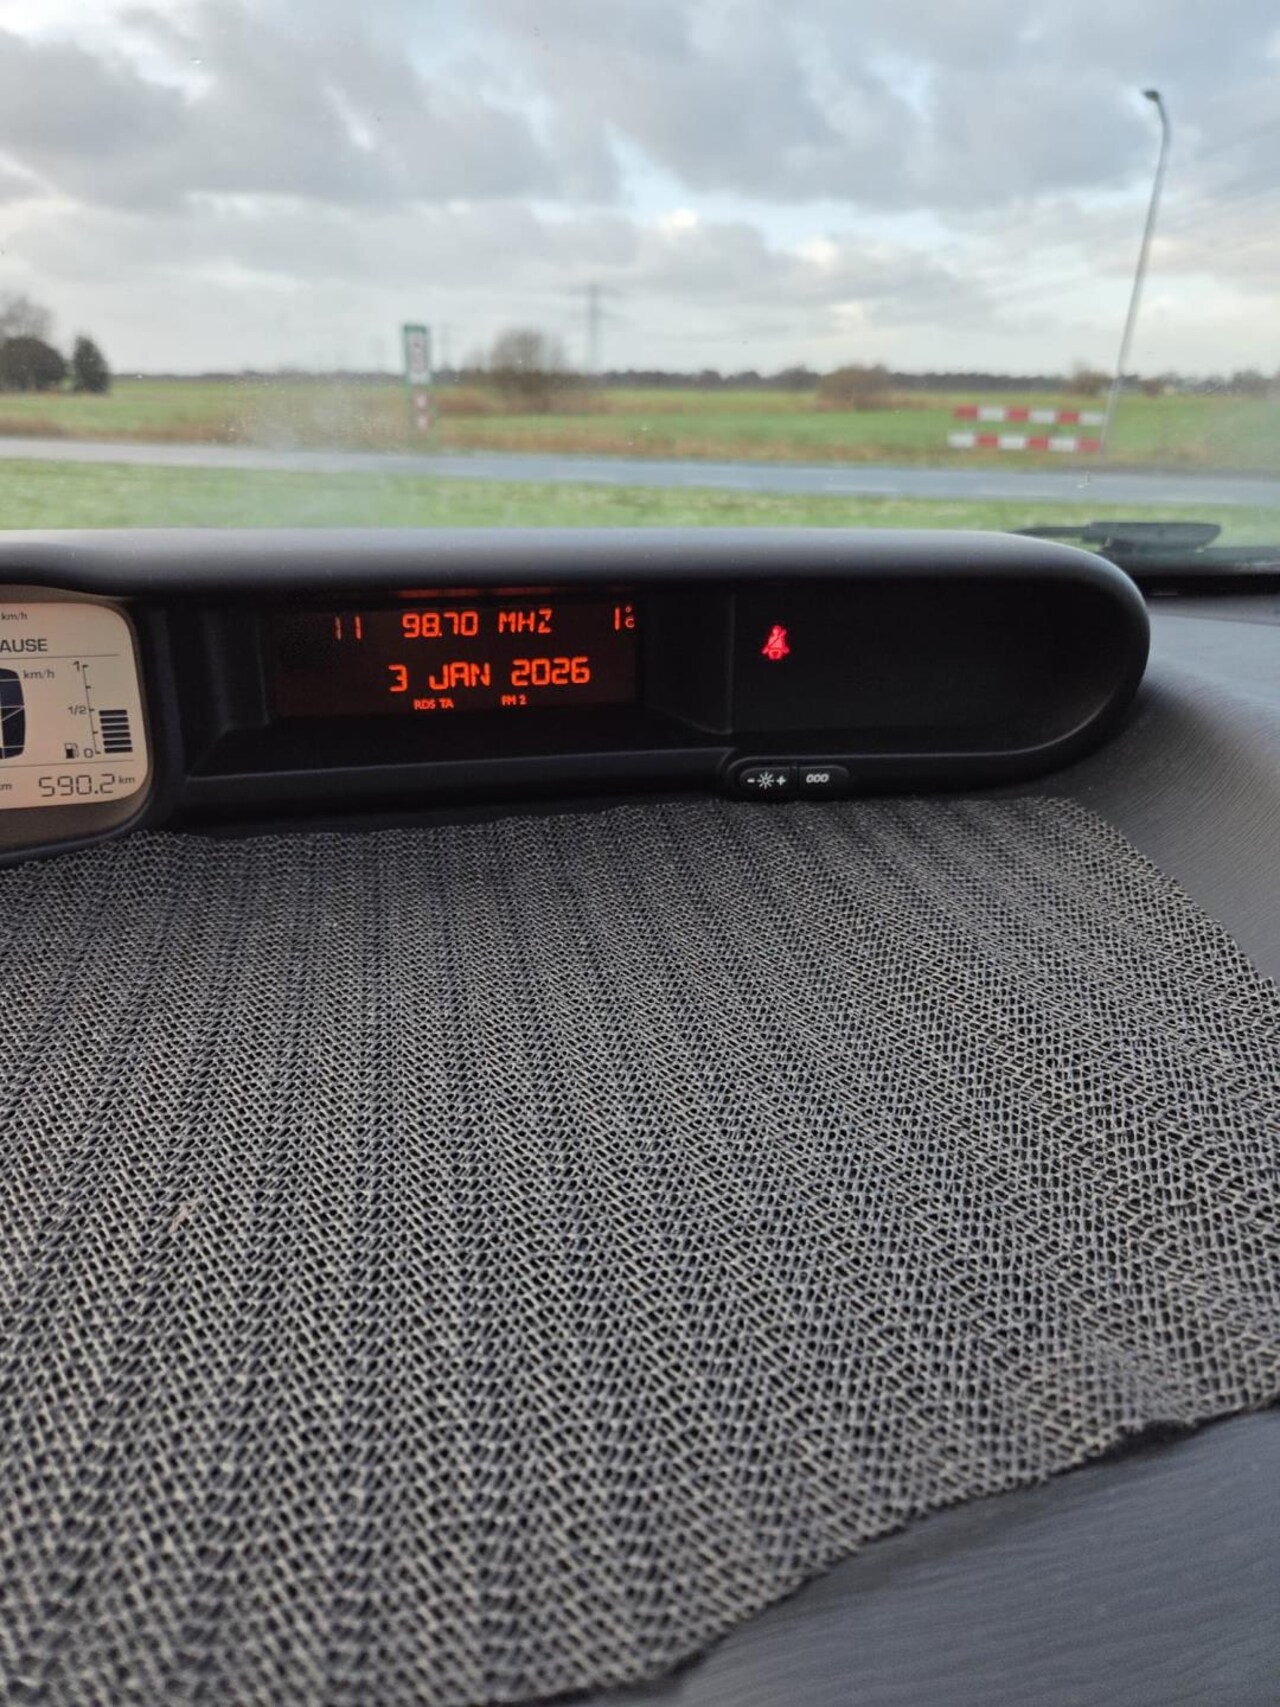 km/h
AUSE
km/h
1
1/2
0
km
590.2 km
11 98.70 MHZ 1°C
3 JAN 2026
RDS TA FM 2
- +